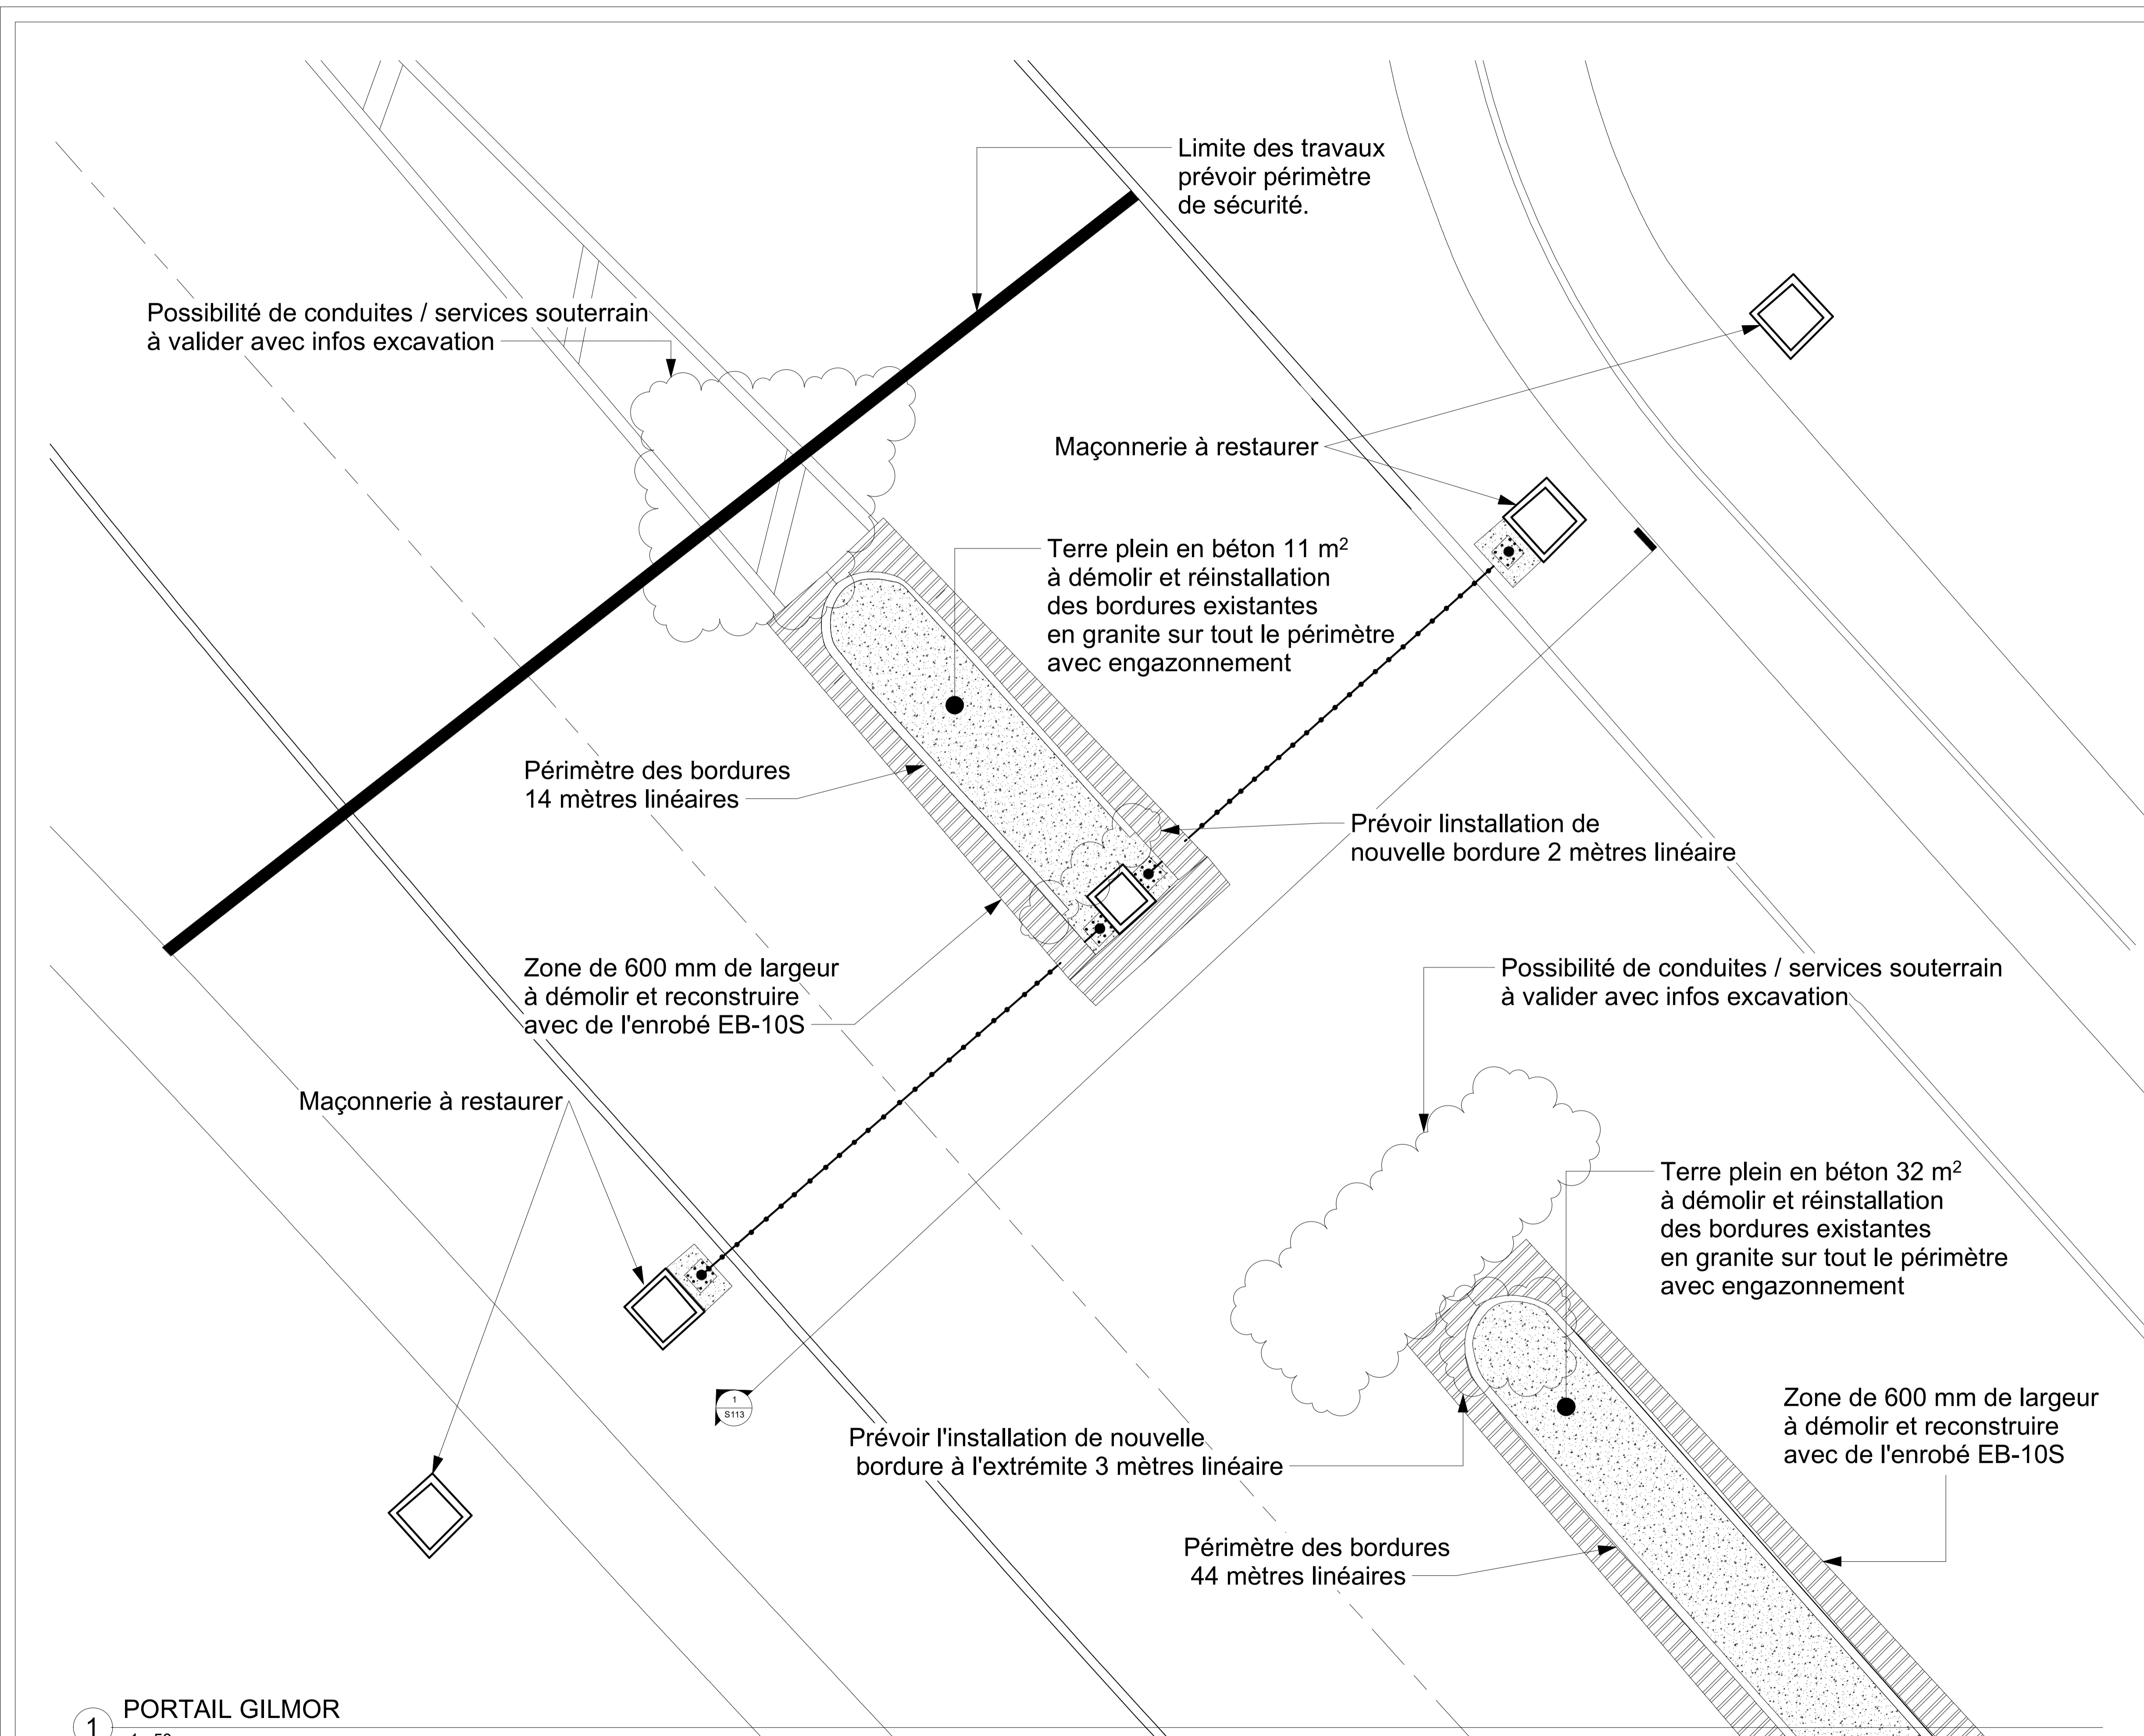 Limite des travaux
prévoir périmètre
de sécurité.
Possibilité de conduites / services souterrain
à valider avec infos excavation
Maçonnerie à restaurer
Terre plein en béton 11 m²
à démolir et réinstallation
des bordures existantes
en granite sur tout le périmètre
avec engazonnement
Périmètre des bordures
14 mètres linéaires
Prévoir linstallation de
nouvelle bordure 2 mètres linéaire
Zone de 600 mm de largeur
à démolir et reconstruire
avec de l'enrobé EB-10S
Possibilité de conduites / services souterrain
à valider avec infos excavation
Maçonnerie à restaurer
Terre plein en béton 32 m²
à démolir et réinstallation
des bordures existantes
en granite sur tout le périmètre
avec engazonnement
1
S113
Zone de 600 mm de largeur
à démolir et reconstruire
avec de l'enrobé EB-10S
Prévoir l'installation de nouvelle
bordure à l'extrémite 3 mètres linéaire
Périmètre des bordures
44 mètres linéaires
PORTAIL GILMOR
1